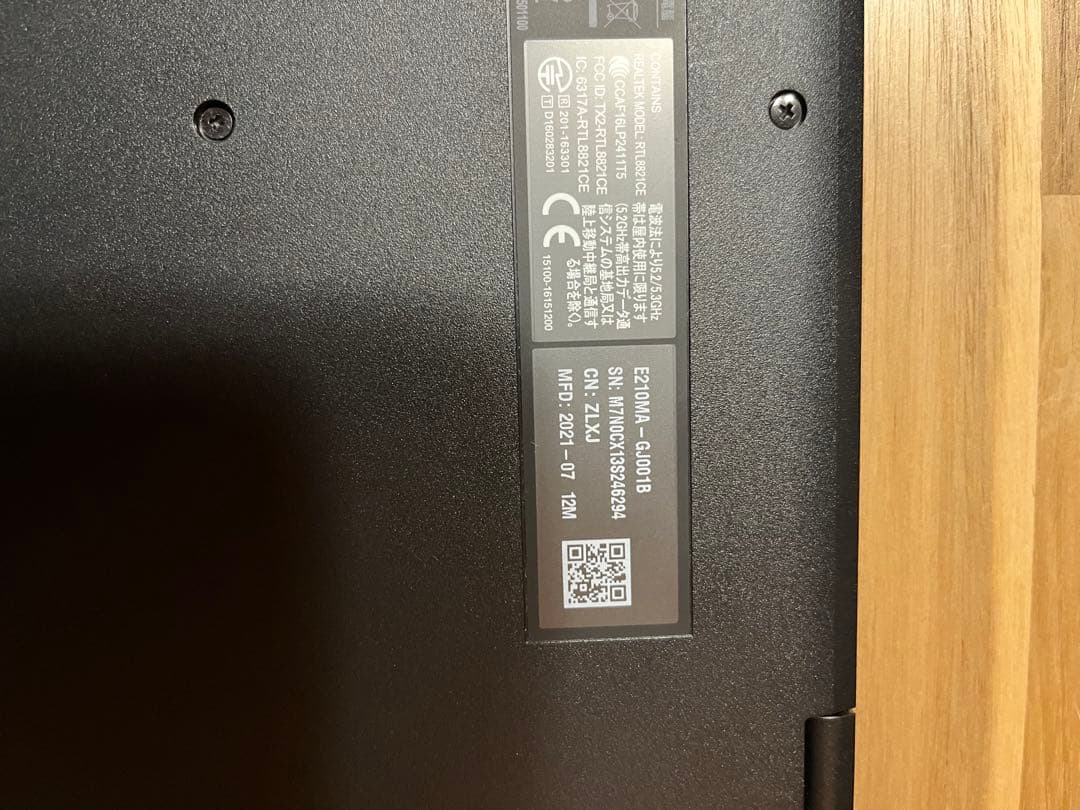 電腦
S01100
CONTAINS
REALTEK MODEL: RTL8821CE
CCAF16LP2411T5
FCC ID: TX2-RTL8821CE
IC: 6317A-RTL8821CE
R 201-163301
T D160283201
CE
電波法により5.2/5.3GHz
帯は屋内使用に限ります
(5.2GHz帯高出力データ通
信システムの基地局又は
陸上移動中継局と通信す
る場合を除く)。
15100-16151200
E210MA-GJ001B
SN: M7N0CX13S246294
CN: ZLXJ
MFD: 2021-07 12M